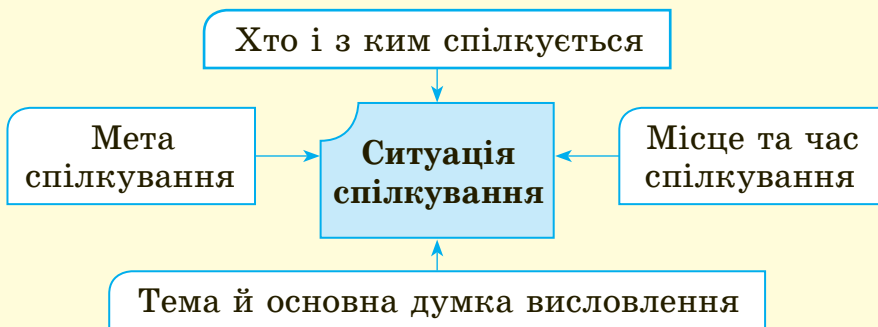 Хто і з ким спілкується
Мета
спілкування
Ситуація
спілкування
Місце та час
спілкування
Тема й основна думка висловлення